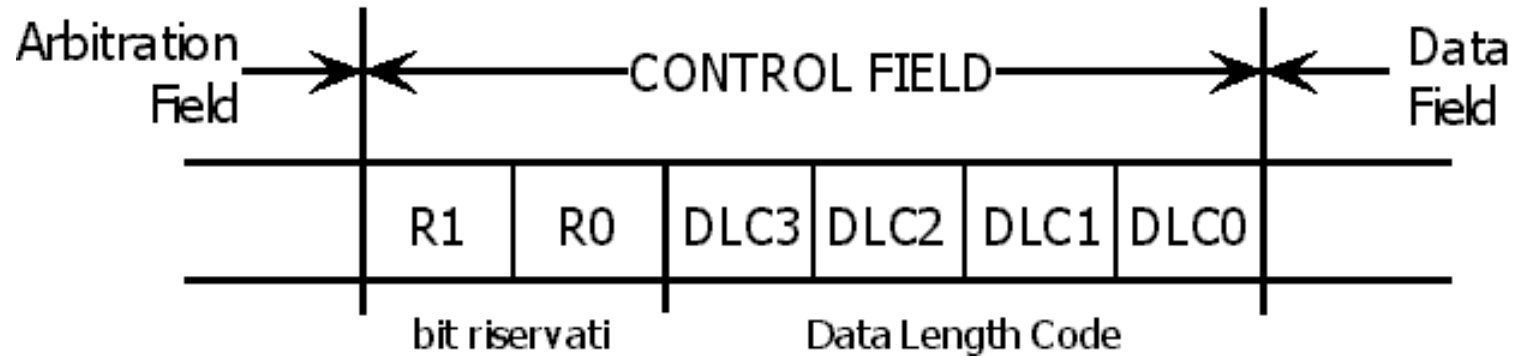 Arbitration
Field
CONTROL FIELD
Data
Field
R1 R0 DLC3 DLC2 DLC1 DLC0
bit riservati
Data Length Code